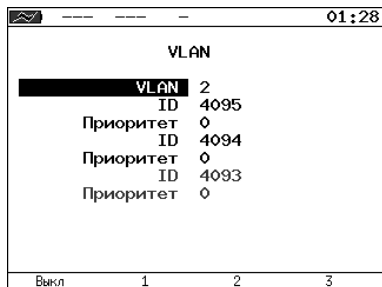 --- --- - 01:28
VLAN
VLAN 2
ID 4095
Приоритет 0
ID 4094
Приоритет 0
ID 4093
Приоритет 0
Выкл 1 2 3